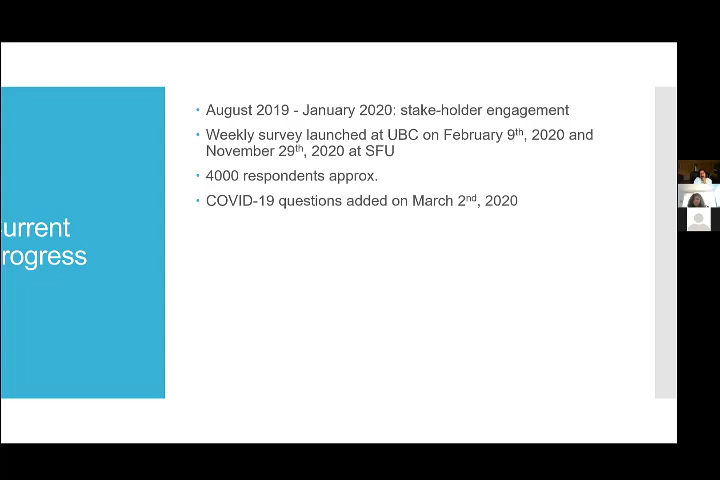 urrent
rogress
• August 2019 - January 2020: stake-holder engagement
• Weekly survey launched at UBC on February 9th, 2020 and
November 29th, 2020 at SFU
• 4000 respondents approx.
• COVID-19 questions added on March 2nd, 2020